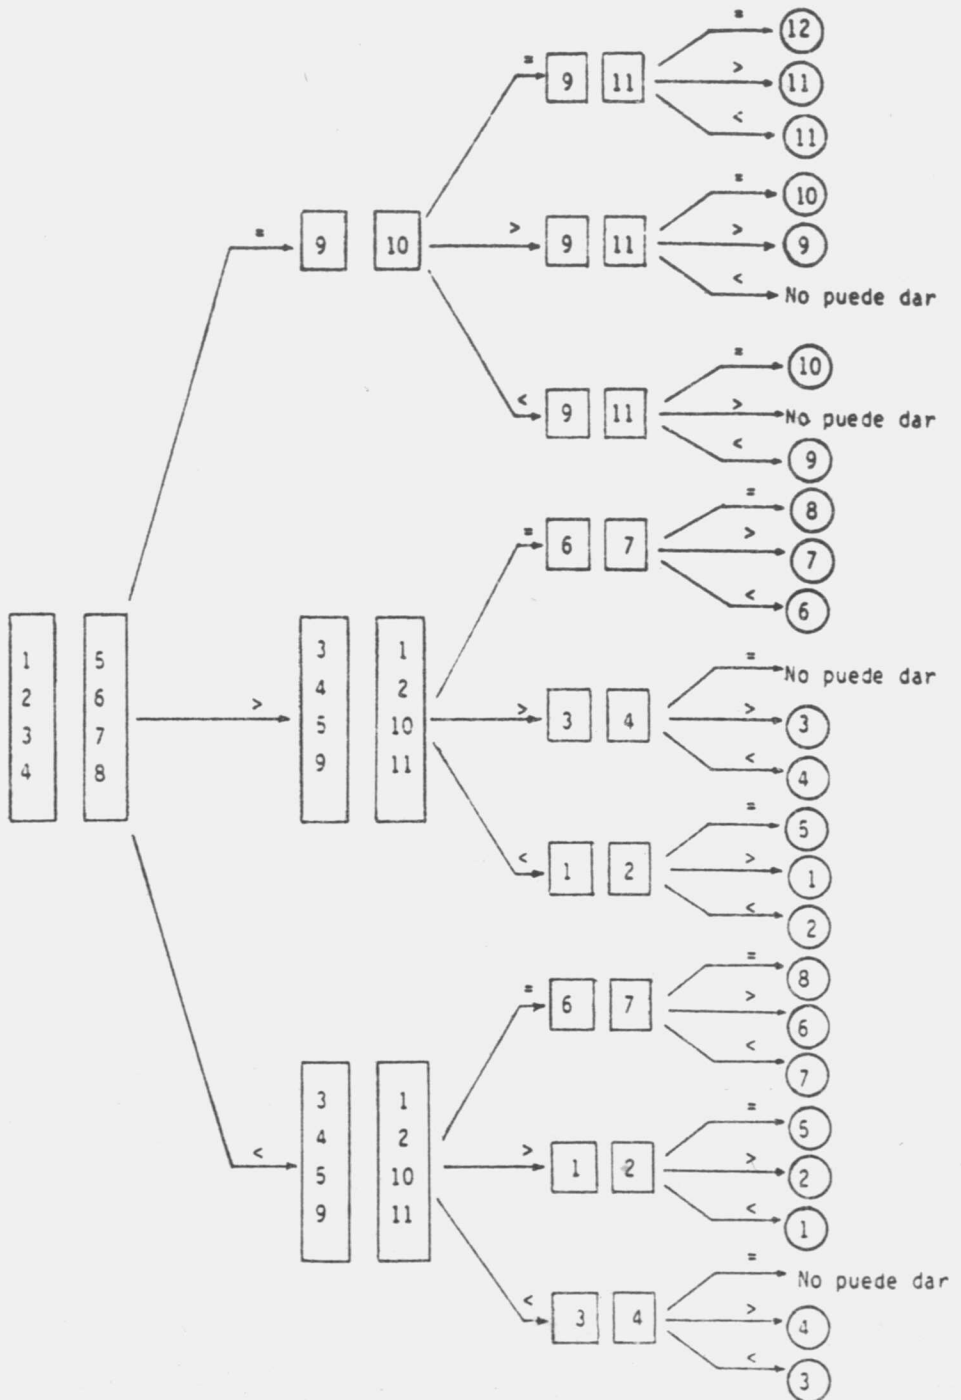 = 12
= 9 11 > 11
< 11
= 10
= 9 10 > 9 11 > 9
< No puede dar
= 10
< 9 11 > No puede dar
< 9
= 8
= 6 7 > 7
< 6
1 5 3 1 = No puede dar
2 6 4 2
3 7 > 5 10 > 3 4 > 3
4 8 9 11 < 4
= 5
< 1 2 > 1
< 2
= 8
= 6 7 > 6
< 7
3 1 = 5
4 2
< 5 10 > 1 2 > 2
9 11 < 1
= No puede dar
< 3 4 > 4
< 3